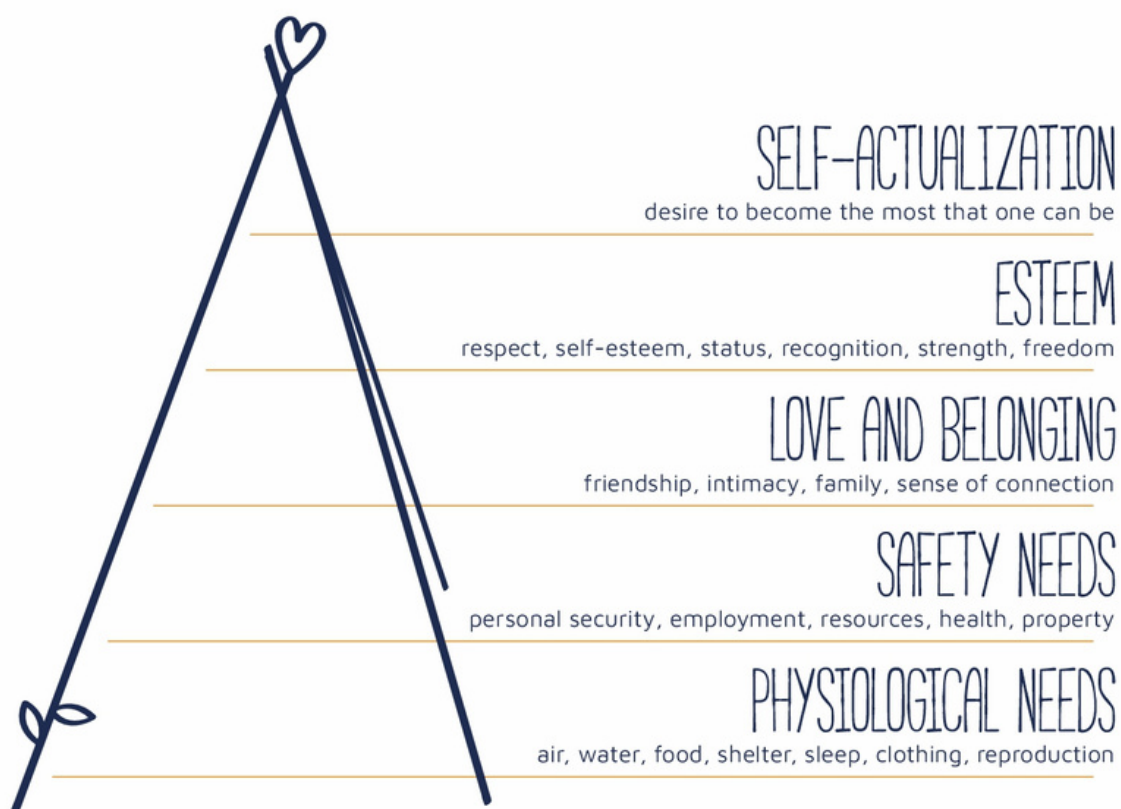 SELF-ACTUALIZATION
desire to become the most that one can be
ESTEEM
respect, self-esteem, status, recognition, strength, freedom
LOVE AND BELONGING
friendship, intimacy, family, sense of connection
SAFETY NEEDS
personal security, employment, resources, health, property
PHYSIOLOGICAL NEEDS
air, water, food, shelter, sleep, clothing, reproduction